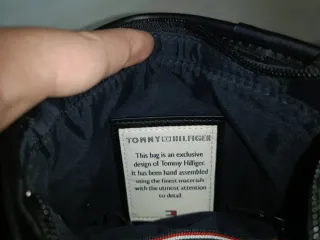 TOMMY HILFIGER
This bag is an exclusive
design of Tommy Hilfiger.
It has been hand assembled
using the finest materials
with the utmost attention
to detail.